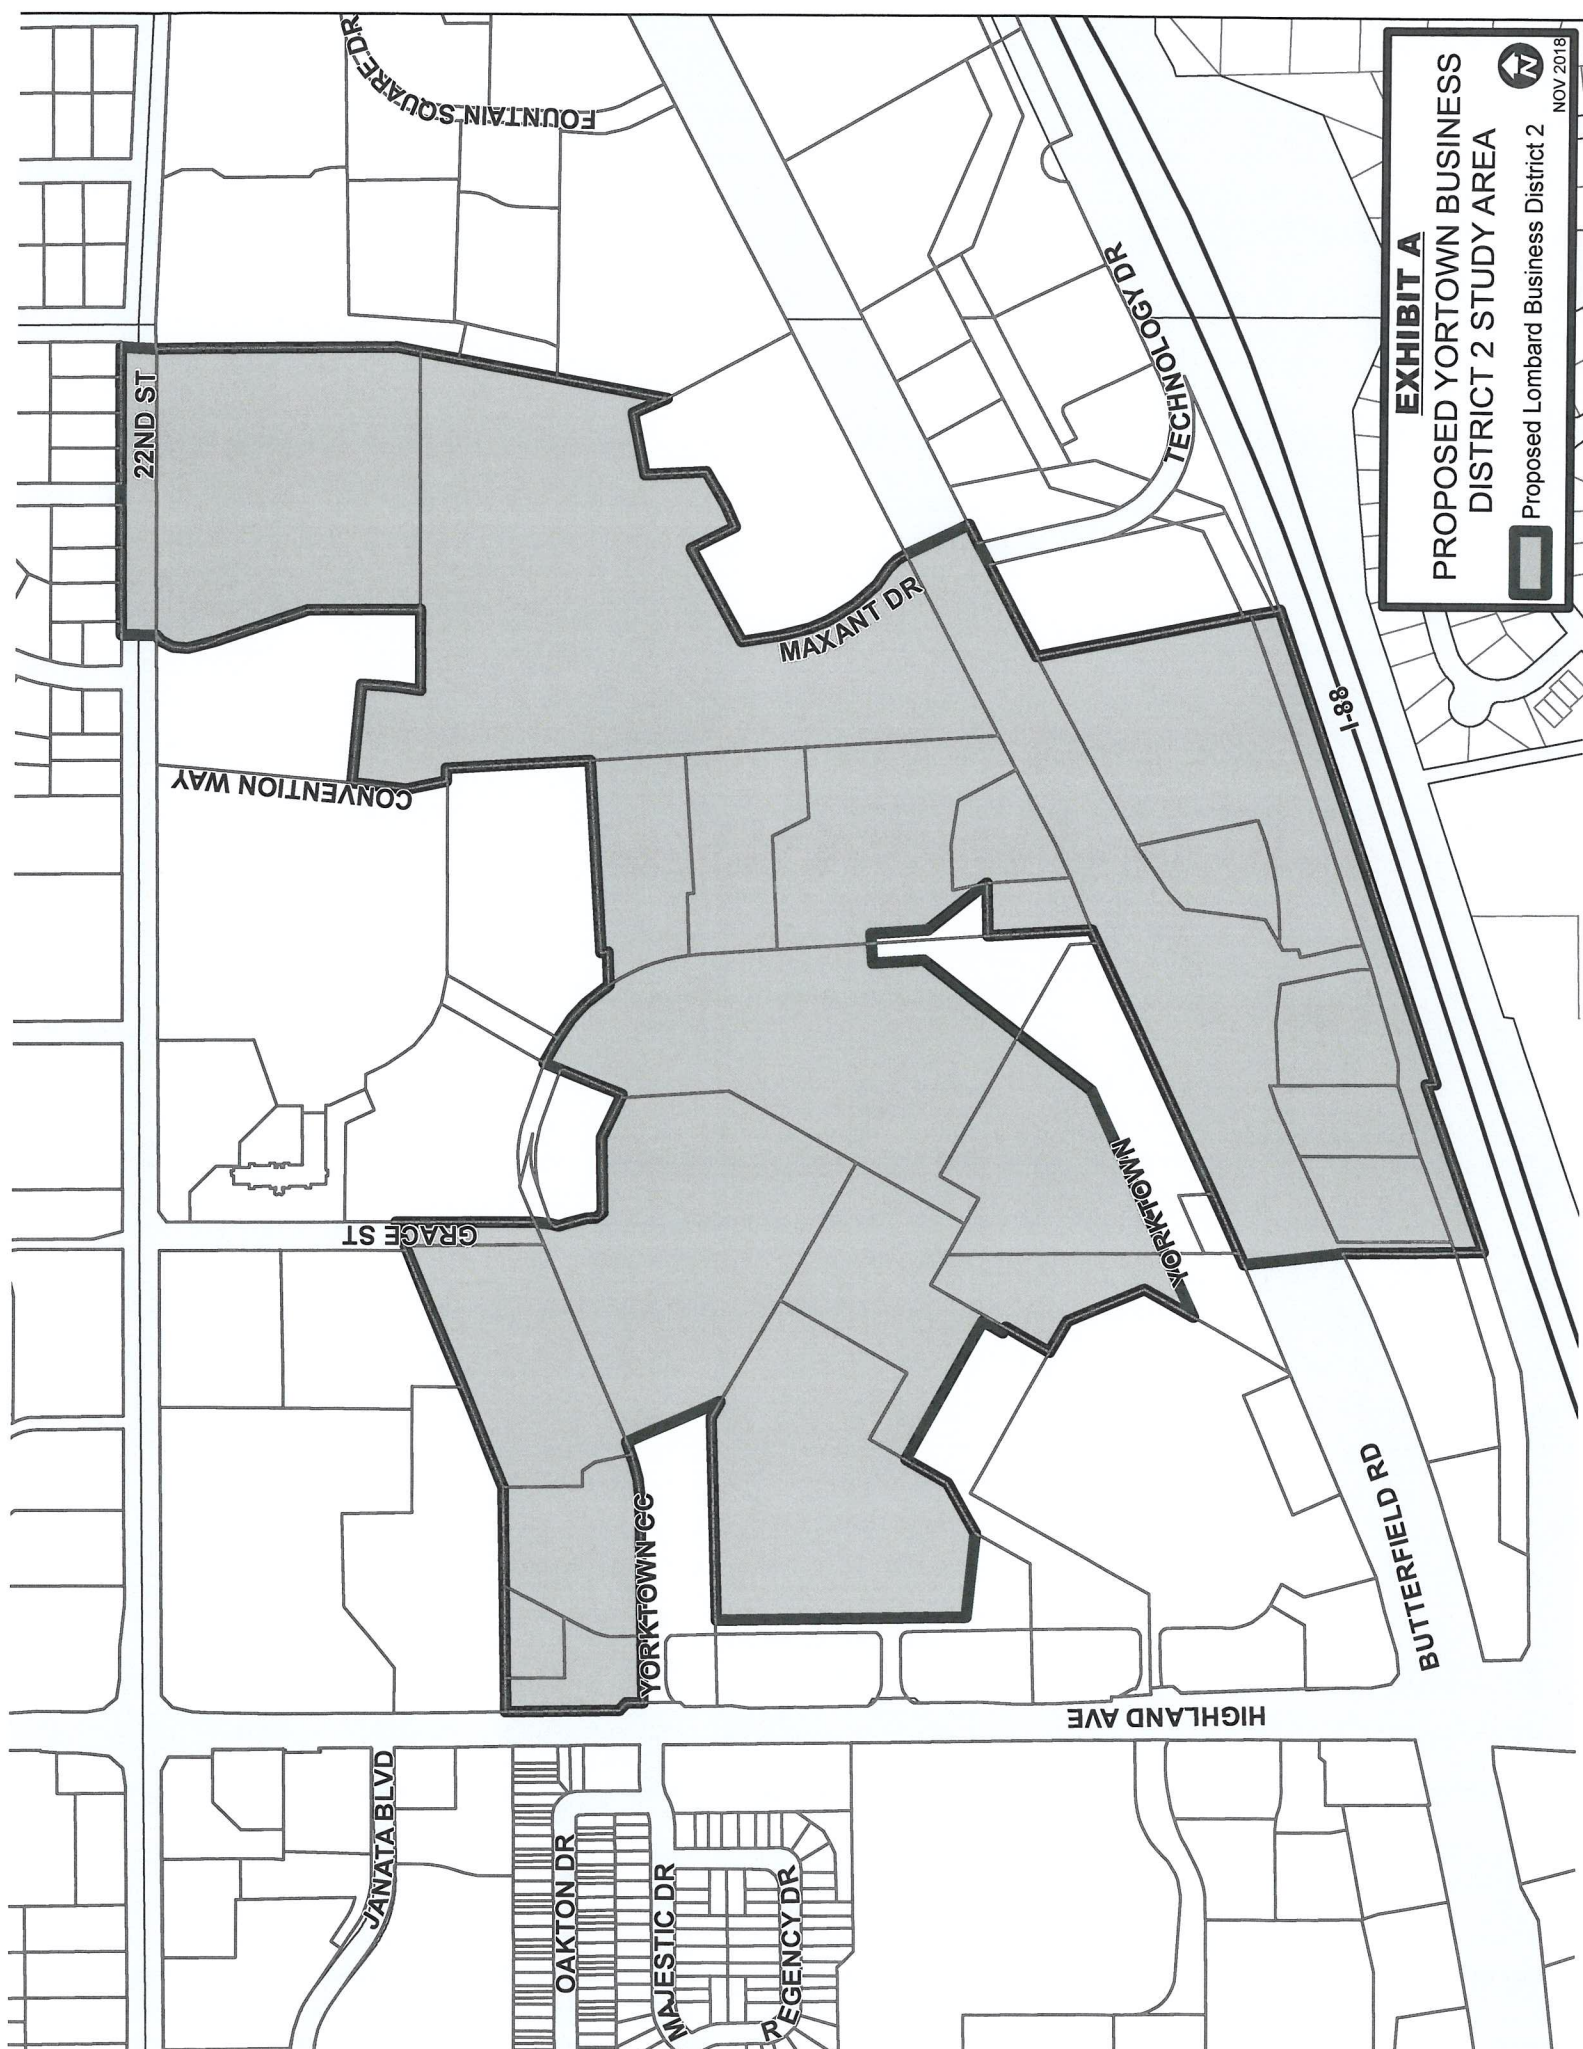 EXHIBIT A
PROPOSED YORTOWN BUSINESS
DISTRICT 2 STUDY AREA
Proposed Lombard Business District 2
N
NOV 2018
22ND ST
FOUNTAIN SQUARE DR
CONVENTION WAY
GRACE ST
MAXANT DR
TECHNOLOGY DR
I-88
YORKTOWN
YORKTOWN CC
BUTTERFIELD RD
HIGHLAND AVE
JANATA BLVD
OAKTON DR
MAJESTIC DR
REGENCY DR